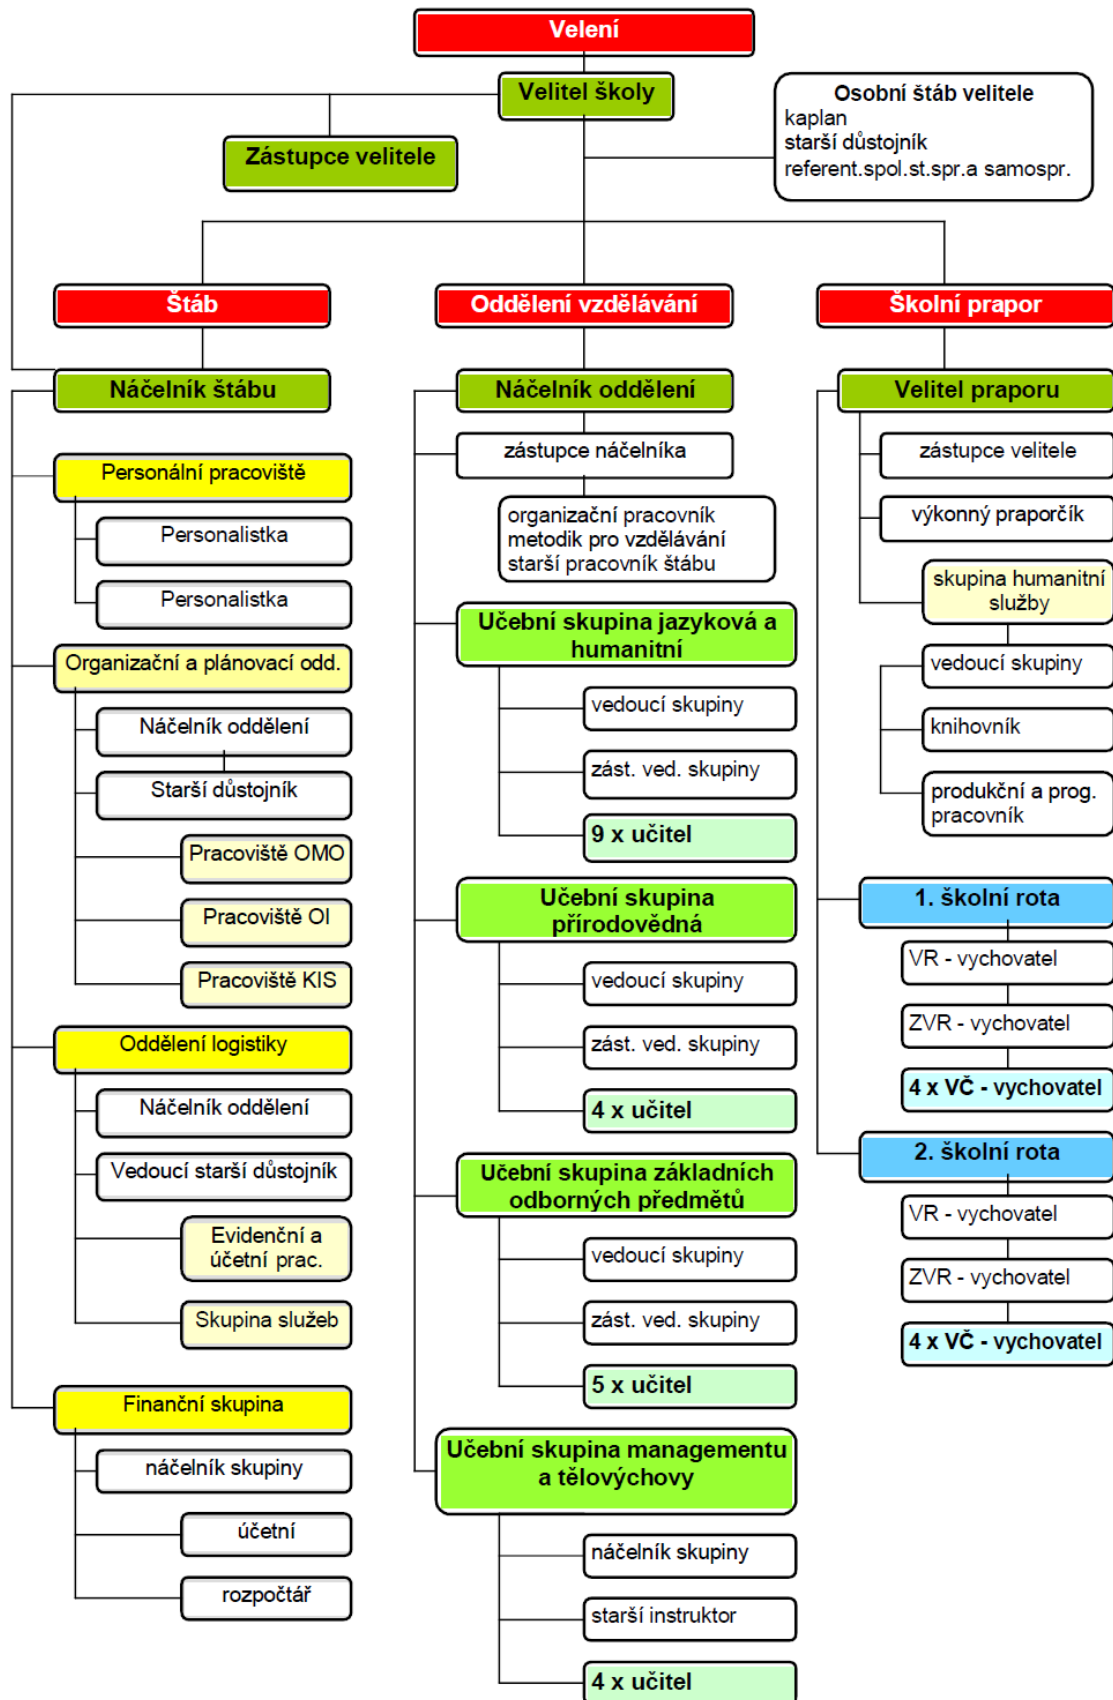 Velení
Velitel školy
Osobní štáb velitele
kaplan
starší důstojník
referent.spol.st.spr.a samospr.
Zástupce velitele
Štáb
Náčelník štábu
Personální pracoviště
Personalistka
Personalistka
Organizační a plánovací odd.
Náčelník oddělení
Starší důstojník
Pracoviště OMO
Pracoviště OI
Pracoviště KIS
Oddělení logistiky
Náčelník oddělení
Vedoucí starší důstojník
Evidenční a
účetní prac.
Skupina služeb
Finanční skupina
náčelník skupiny
účetní
rozpočtář
Oddělení vzdělávání
Náčelník oddělení
zástupce náčelníka
organizační pracovník
metodik pro vzdělávání
starší pracovník štábu
Učební skupina jazyková a
humanitní
vedoucí skupiny
zást. ved. skupiny
9 x učitel
Učební skupina
přírodovědná
vedoucí skupiny
zást. ved. skupiny
4 x učitel
Učební skupina základních
odborných předmětů
vedoucí skupiny
zást. ved. skupiny
5 x učitel
Učební skupina managementu
a tělovýchovy
náčelník skupiny
starší instruktor
4 x učitel
Školní prapor
Velitel praporu
zástupce velitele
výkonný praporčík
skupina humanitní
služby
vedoucí skupiny
knihovník
produkční a prog.
pracovník
1. školní rota
VR - vychovatel
ZVR - vychovatel
4 x VČ - vychovatel
2. školní rota
VR - vychovatel
ZVR - vychovatel
4 x VČ - vychovatel